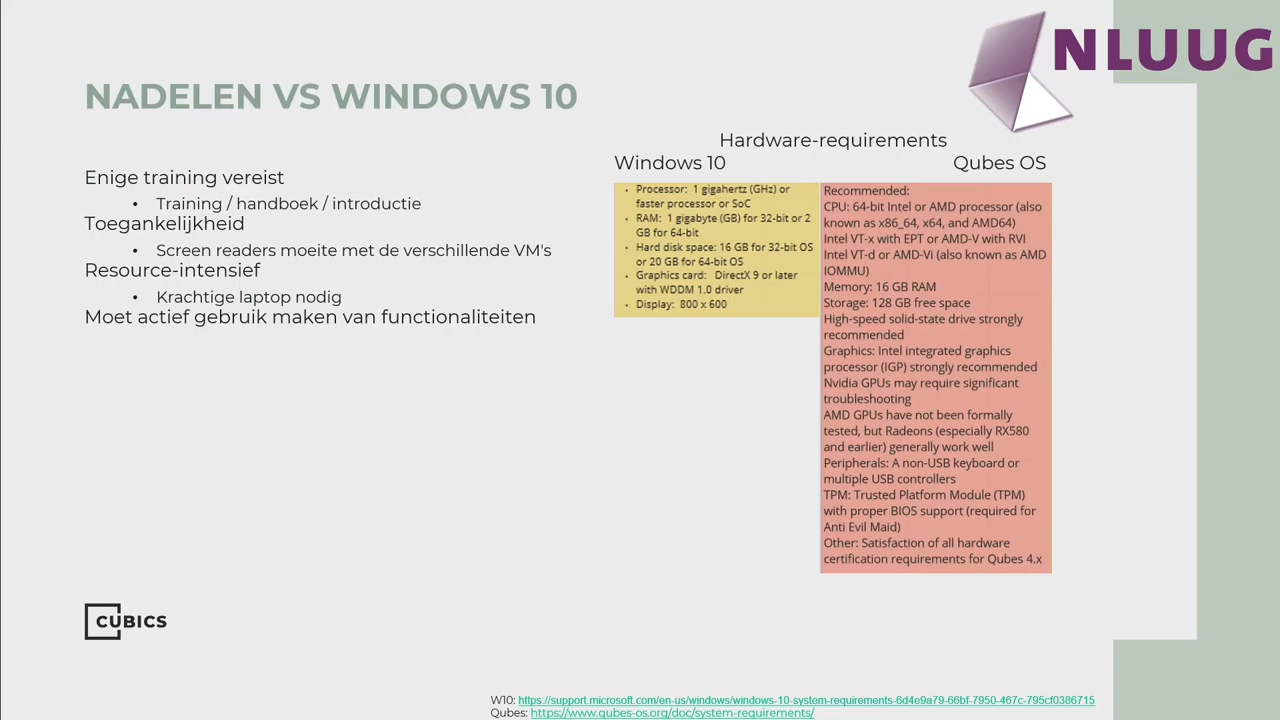 NLUUG
NADELEN VS WINDOWS 10
Enige training vereist
• Training / handboek / introductie
Toegankelijkheid
• Screen readers moeite met de verschillende VM's
Resource-intensief
• Krachtige laptop nodig
Moet actief gebruik maken van functionaliteiten
Hardware-requirements
Windows 10
• Processor: 1 gigahertz (GHz) or
faster processor or SoC
• RAM: 1 gigabyte (GB) for 32-bit or 2
GB for 64-bit
• Hard disk space: 16 GB for 32-bit OS
or 20 GB for 64-bit OS
• Graphics card: DirectX 9 or later
with WDDM 1.0 driver
• Display: 800 x 600
Qubes OS
Recommended:
CPU: 64-bit Intel or AMD processor (also
known as x86_64, x64, and AMD64)
Intel VT-x with EPT or AMD-V with RVI
Intel VT-d or AMD-Vi (also known as AMD
IOMMU)
Memory: 16 GB RAM
Storage: 128 GB free space
High-speed solid-state drive strongly
recommended
Graphics: Intel integrated graphics
processor (IGP) strongly recommended
Nvidia GPUs may require significant
troubleshooting
AMD GPUs have not been formally
tested, but Radeons (especially RX580
and earlier) generally work well
Peripherals: A non-USB keyboard or
multiple USB controllers
TPM: Trusted Platform Module (TPM)
with proper BIOS support (required for
Anti Evil Maid)
Other: Satisfaction of all hardware
certification requirements for Qubes 4.x
CUBICS
W10: https://support.microsoft.com/en-us/windows/windows-10-system-requirements-6d4e9a79-66bf-7950-467c-795cf0386715
Qubes: https://www.qubes-os.org/doc/system-requirements/